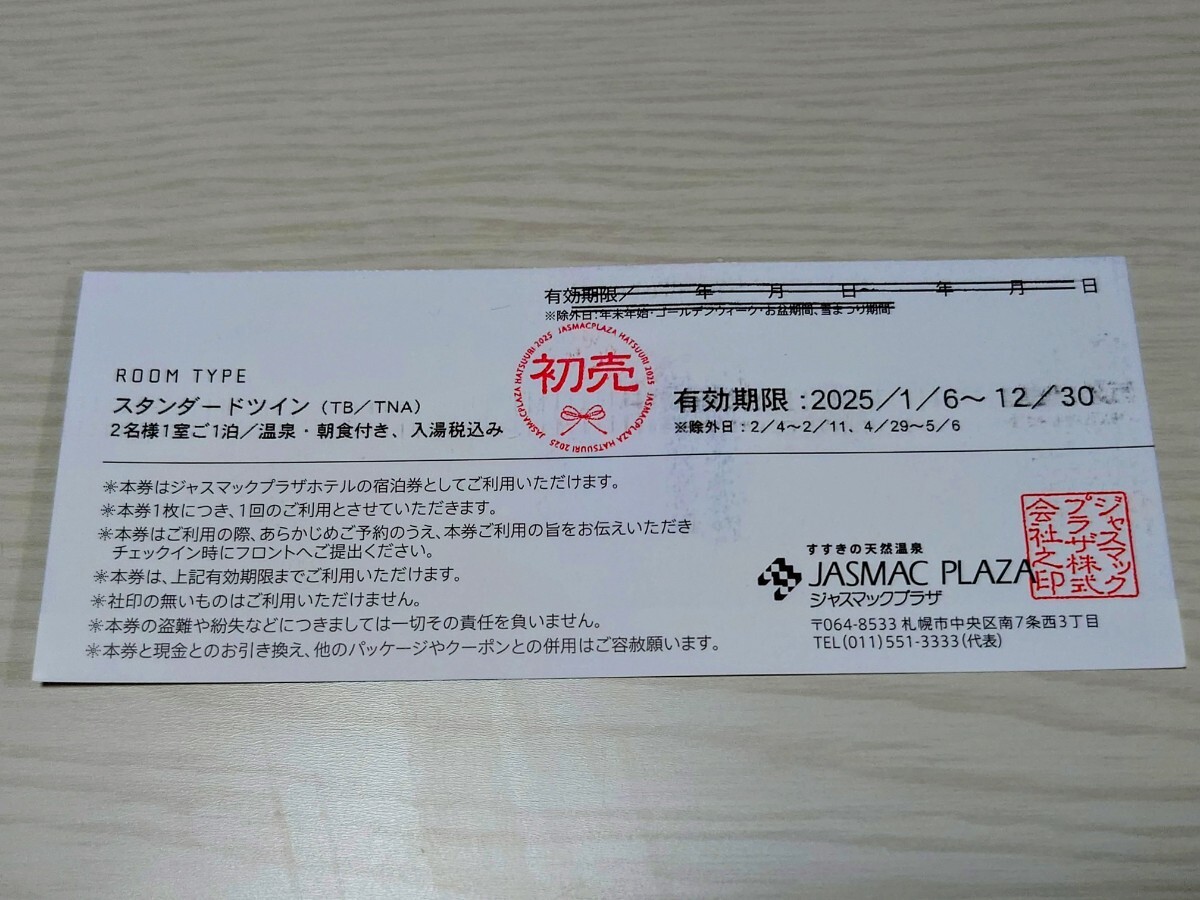 有効期限／　　年　　月　　日〜　　年　　月　　日
※除外日:年末年始・ゴールデンウィーク・お盆期間、雪まつり期間
JASMACPLAZA HATSUURI 2025 JASMACPLAZA HATSUURI 2025 JASMACPLAZA HATSUURI 2025
初売
ROOM TYPE
スタンダードツイン（TB／TNA）
2名様1室ご1泊／温泉・朝食付き、入湯税込み
有効期限：2025／1／6〜12／30
※除外日：2／4〜2／11、4／29〜5／6
※本券はジャスマックプラザホテルの宿泊券としてご利用いただけます。
※本券1枚につき、1回のご利用とさせていただきます。
※本券はご利用の際、あらかじめご予約のうえ、本券ご利用の旨をお伝えいただき
チェックイン時にフロントへご提出ください。
※本券は、上記有効期限までご利用いただけます。
※社印の無いものはご利用いただけません。
※本券の盗難や紛失などにつきましては一切その責任を負いません。
※本券と現金とのお引き換え、他のパッケージやクーポンとの併用はご容赦願います。
すすきの天然温泉
JASMAC PLAZA
ジャスマックプラザ
〒064-8533 札幌市中央区南7条西3丁目
TEL(011)551-3333(代表)
ジャスマック
プラザ株式
会社之印